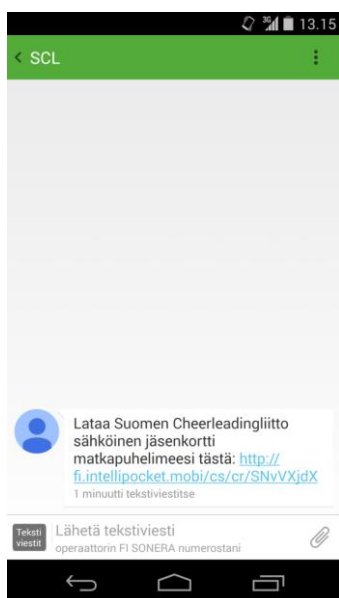 3G 13.15
< SCL
Lataa Suomen Cheerleadingliitto
sähköinen jäsenkortti
matkapuhelimeesi tästä: http://
fi.intellipocket.mobi/cs/cr/SNvVXjdX
1 minuutti tekstiviestitse
Teksti
viestit
Lähetä tekstiviesti
operaattorin FI SONERA numerostani